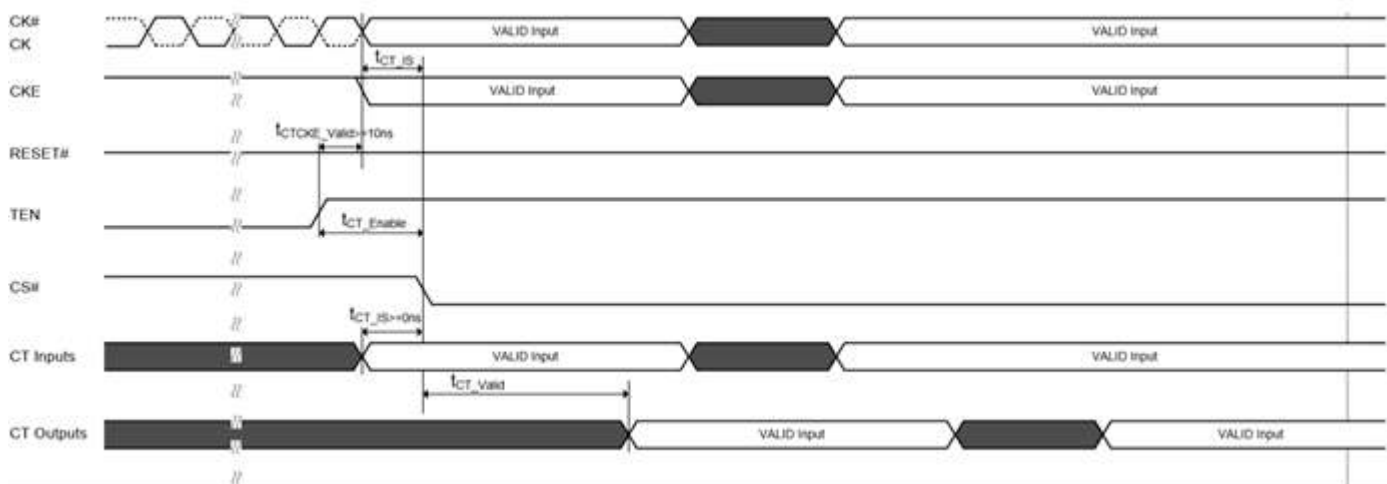 CK#
CK
VALID Input
VALID Input
tCT_IS
CKE
VALID Input
VALID Input
tCTCKE_Valid>=10ns
RESET#
TEN
tCT_Enable
CS#
tCT_IS>=0ns
CT Inputs
VALID Input
VALID Input
tCT_Valid
CT Outputs
VALID Input
VALID Input